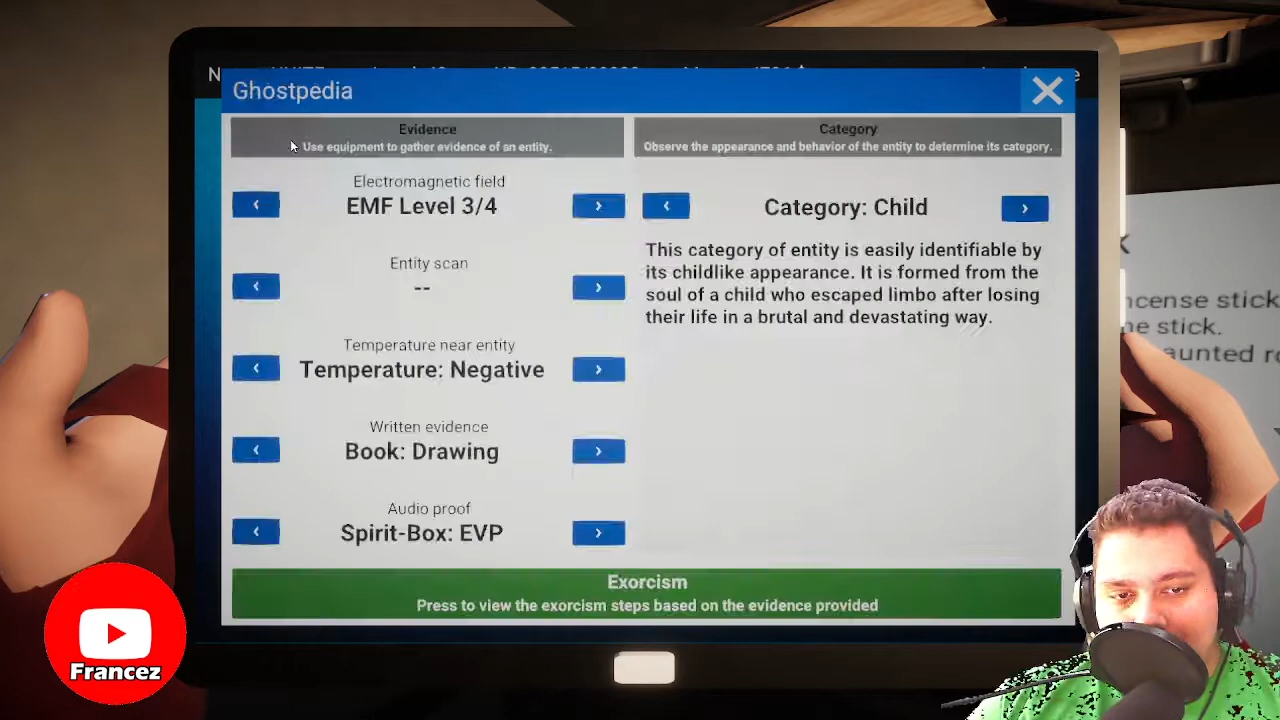 Ghostpedia
Evidence
Use equipment to gather evidence of an entity.
Category
Observe the appearance and behavior of the entity to determine its category.
Electromagnetic field
EMF Level 3/4
Entity scan
--
Temperature near entity
Temperature: Negative
Written evidence
Book: Drawing
Audio proof
Spirit-Box: EVP
Category: Child
This category of entity is easily identifiable by
its childlike appearance. It is formed from the
soul of a child who escaped limbo after losing
their life in a brutal and devastating way.
Exorcism
Press to view the exorcism steps based on the evidence provided
stick
stick.
Francez